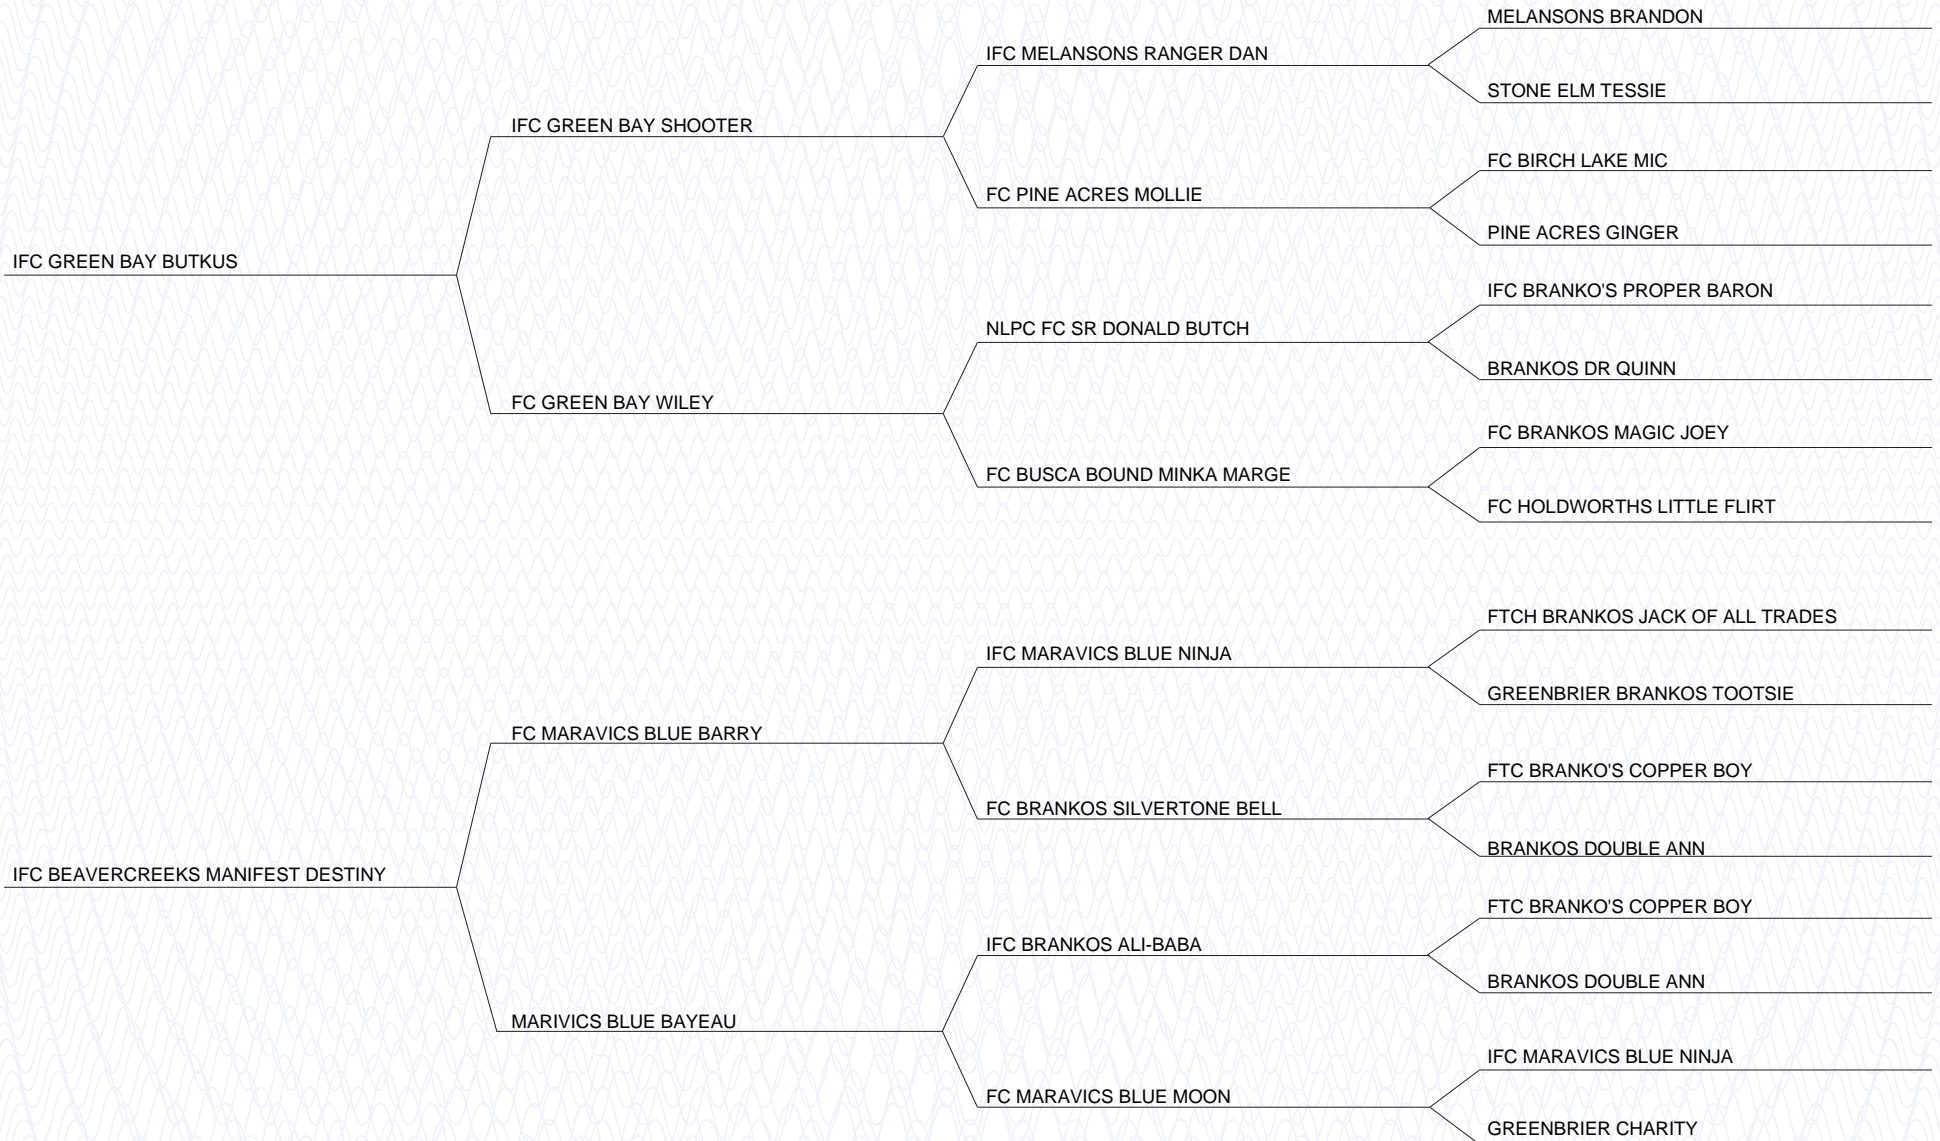 MELANSONS BRANDON
IFC MELANSONS RANGER DAN
STONE ELM TESSIE
IFC GREEN BAY SHOOTER
FC BIRCH LAKE MIC
FC PINE ACRES MOLLIE
PINE ACRES GINGER
IFC GREEN BAY BUTKUS
IFC BRANKO'S PROPER BARON
NLPC FC SR DONALD BUTCH
BRANKOS DR QUINN
FC GREEN BAY WILEY
FC BRANKOS MAGIC JOEY
FC BUSCA BOUND MINKA MARGE
FC HOLDWORTHS LITTLE FLIRT
FTCH BRANKOS JACK OF ALL TRADES
IFC MARAVICS BLUE NINJA
GREENBRIER BRANKOS TOOTSIE
FC MARAVICS BLUE BARRY
FTC BRANKO'S COPPER BOY
FC BRANKOS SILVERTONE BELL
BRANKOS DOUBLE ANN
IFC BEAVERCREEKS MANIFEST DESTINY
FTC BRANKO'S COPPER BOY
IFC BRANKOS ALI-BABA
BRANKOS DOUBLE ANN
MARIVICS BLUE BAYEAU
IFC MARAVICS BLUE NINJA
FC MARAVICS BLUE MOON
GREENBRIER CHARITY